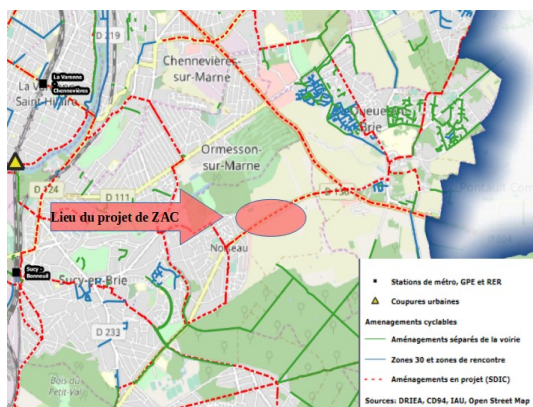 D 219
Chennevières-
sur-Marne
La Varenne
Chennevières
La V
Saint-Hilaire
Queue-en-
Brie
Ormesson-
sur-Marne
D 124
D 111
Lieu du projet de ZAC
Noiseau
Sucy -
Bonneuil
Sucy-en-Brie
D 233
Bois du
Petit-Val
Stations de métro, GPE et RER
Coupures urbaines
Amenagements cyclables
Aménagements séparés de la voirie
Zones 30 et zones de rencontre
Aménagements en projet (SDIC)
Sources: DRIEA, CD94, IAU, Open Street Map